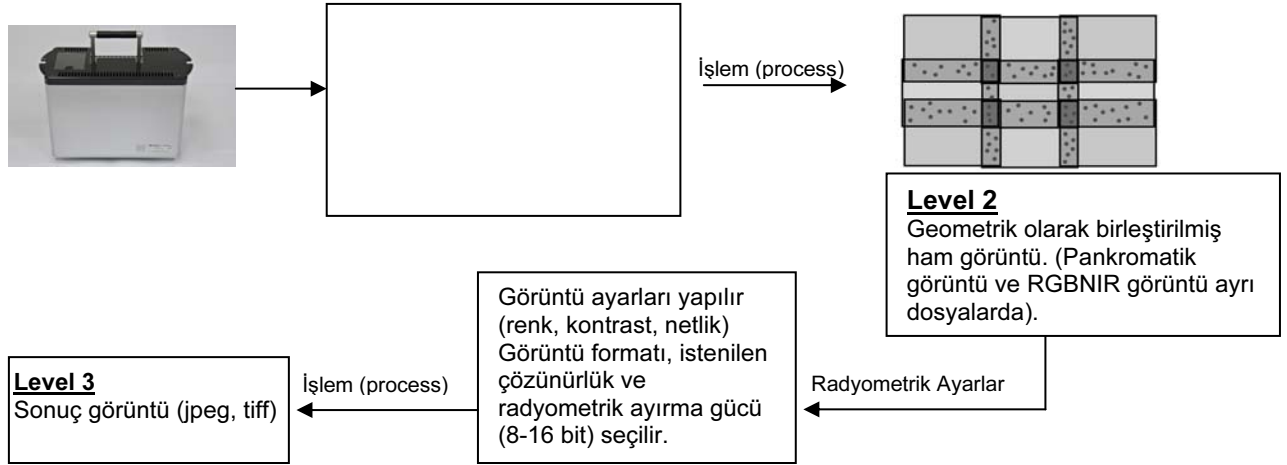 İşlem (process)
Level 2
Geometrik olarak birleştirilmiş
ham görüntü. (Pankromatik
görüntü ve RGBNIR görüntü ayrı
dosyalarda).
Radyometrik Ayarlar
Görüntü ayarları yapılır
(renk, kontrast, netlik)
Görüntü formatı, istenilen
çözünürlük ve
radyometrik ayırma gücü
(8-16 bit) seçilir.
İşlem (process)
Level 3
Sonuç görüntü (jpeg, tiff)